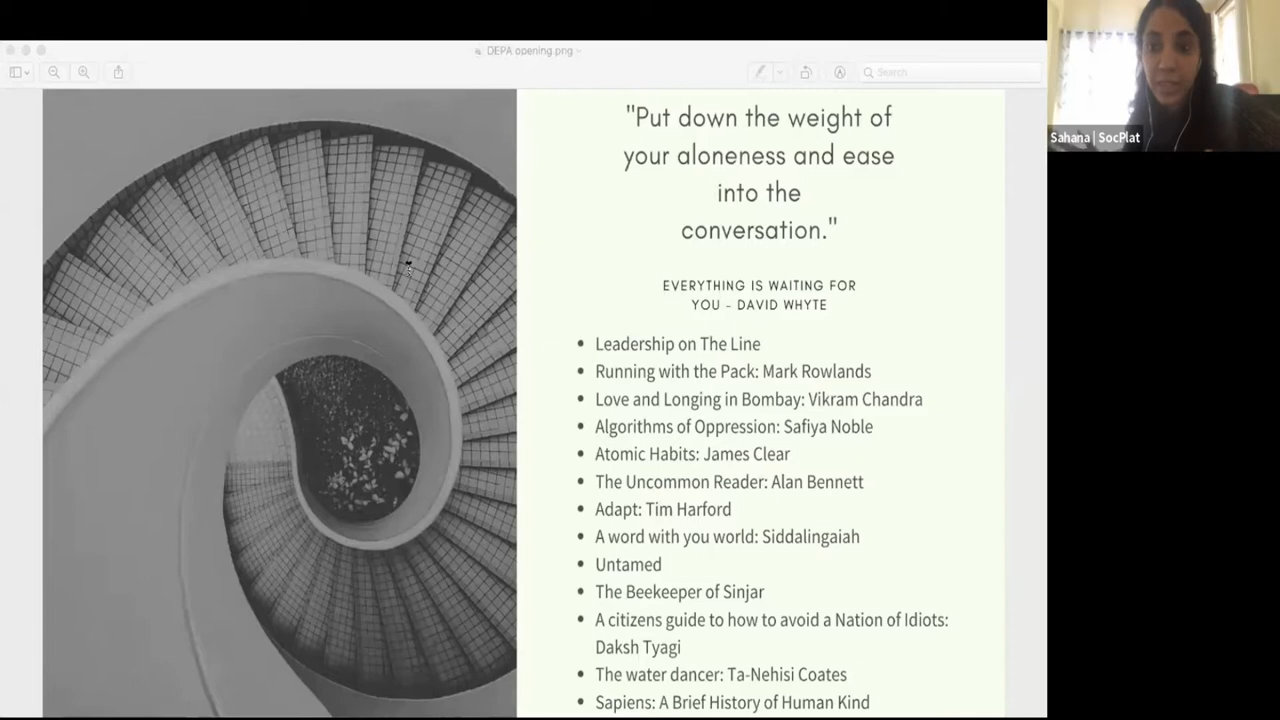 DEPA opening.png
Search
"Put down the weight of
your aloneness and ease
into the
conversation."
EVERYTHING IS WAITING FOR
YOU – DAVID WHYTE
• Leadership on The Line
• Running with the Pack: Mark Rowlands
• Love and Longing in Bombay: Vikram Chandra
• Algorithms of Oppression: Safiya Noble
• Atomic Habits: James Clear
• The Uncommon Reader: Alan Bennett
• Adapt: Tim Harford
• A word with you world: Siddalingaiah
• Untamed
• The Beekeeper of Sinjar
• A citizens guide to how to avoid a Nation of Idiots:
Daksh Tyagi
• The water dancer: Ta-Nehisi Coates
• Sapiens: A Brief History of Human Kind
Sahana | SocPlat